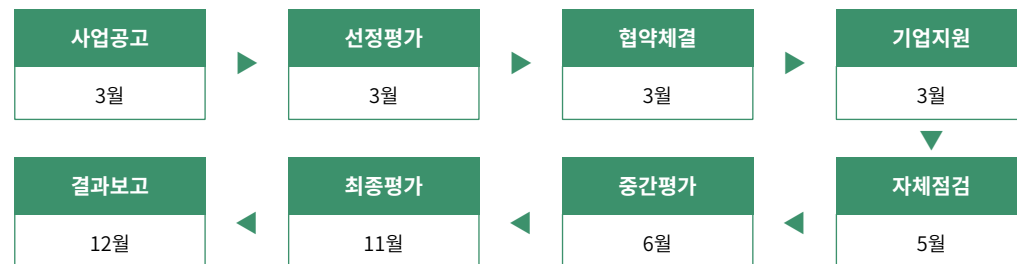 사업공고
3월
선정평가
3월
협약체결
3월
기업지원
3월
자체점검
5월
중간평가
6월
최종평가
11월
결과보고
12월